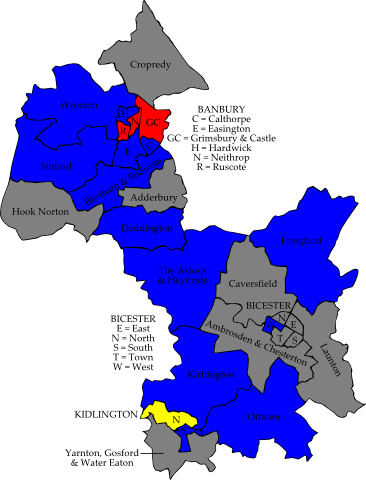 Cropredy
Wroxton
H
GC
N
R
BANBURY
C = Calthorpe
E = Easington
GC = Grimsbury & Castle
H = Hardwick
N = Neithrop
R = Ruscote
E
C
Sibford
Bloxham & Bodicote
Adderbury
Hook Norton
Deddington
Fringford
The Astons
& Heyfords
Caversfield
BICESTER
N
E
W
T
S
Ambrosden & Chesterton
Launton
BICESTER
E = East
N = North
S = South
T = Town
W = West
Kirtlington
KIDLINGTON
N
Otmoor
Yarnton, Gosford
& Water Eaton